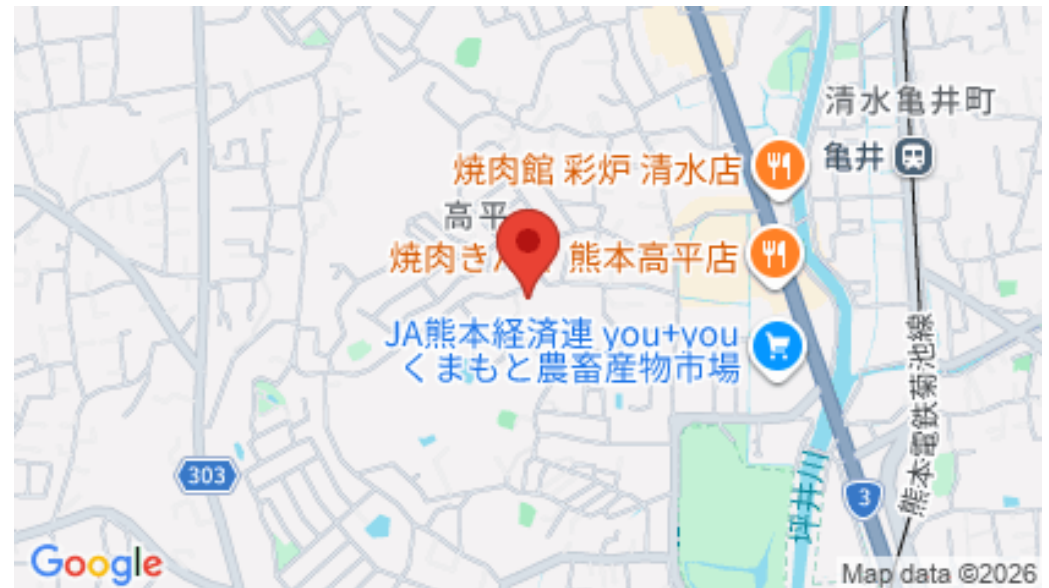 清水亀井町
亀井
焼肉館 彩炉 清水店
高平
焼肉き
熊本高平店
JA熊本経済連 you+you
くまもと農畜産物市場
熊本電鉄菊池線
坪井川
303
3
Google
Map data ©2026